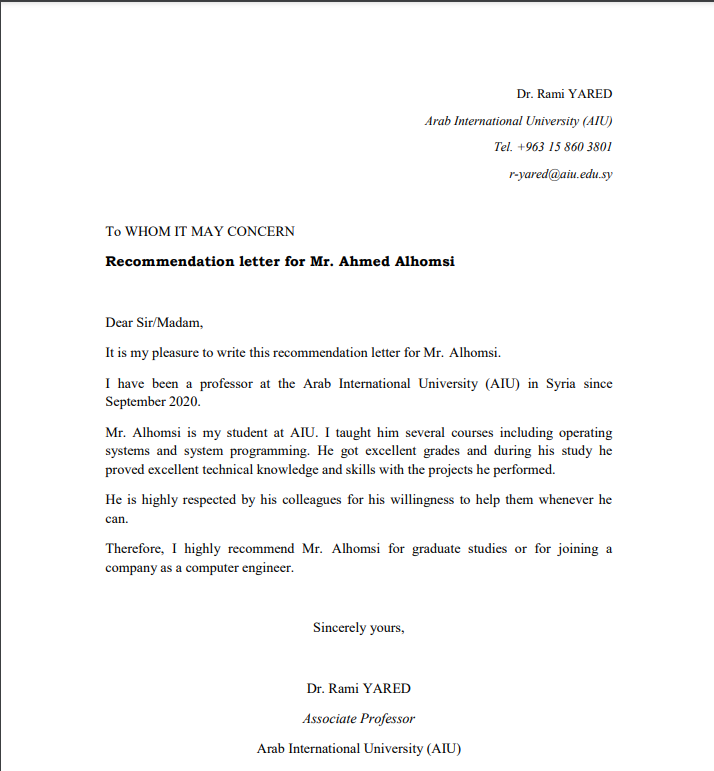 Dr. Rami YARED
Arab International University (AIU)
Tel. +963 15 860 3801
r-yared@aiu.edu.sy
To WHOM IT MAY CONCERN
Recommendation letter for Mr. Ahmed Alhomsi
Dear Sir/Madam,
It is my pleasure to write this recommendation letter for Mr. Alhomsi.
I have been a professor at the Arab International University (AIU) in Syria since
September 2020.
Mr. Alhomsi is my student at AIU. I taught him several courses including operating
systems and system programming. He got excellent grades and during his study he
proved excellent technical knowledge and skills with the projects he performed.
He is highly respected by his colleagues for his willingness to help them whenever he
can.
Therefore, I highly recommend Mr. Alhomsi for graduate studies or for joining a
company as a computer engineer.
Sincerely yours,
Dr. Rami YARED
Associate Professor
Arab International University (AIU)